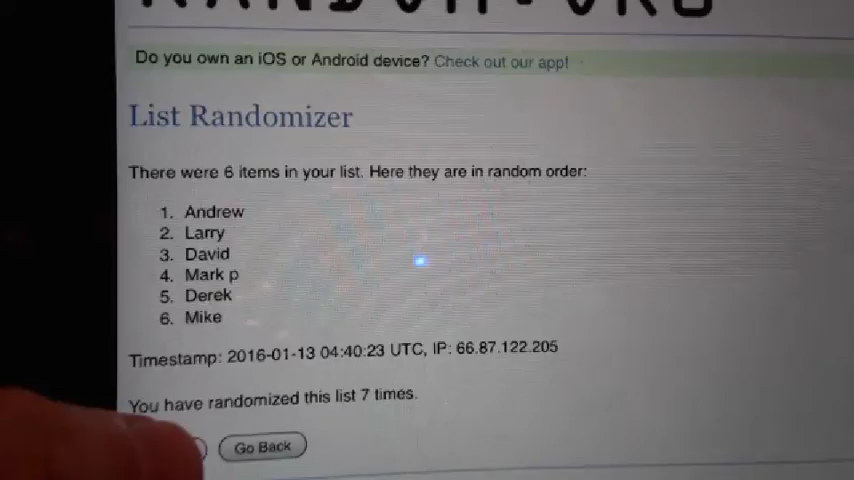 RANDOM.ORG
Do you own an iOS or Android device? Check out our app!
List Randomizer
There were 6 items in your list. Here they are in random order:
1. Andrew
2. Larry
3. David
4. Mark p
5. Derek
6. Mike
Timestamp: 2016-01-13 04:40:23 UTC, IP: 66.87.122.205
You have randomized this list 7 times.
Go Back